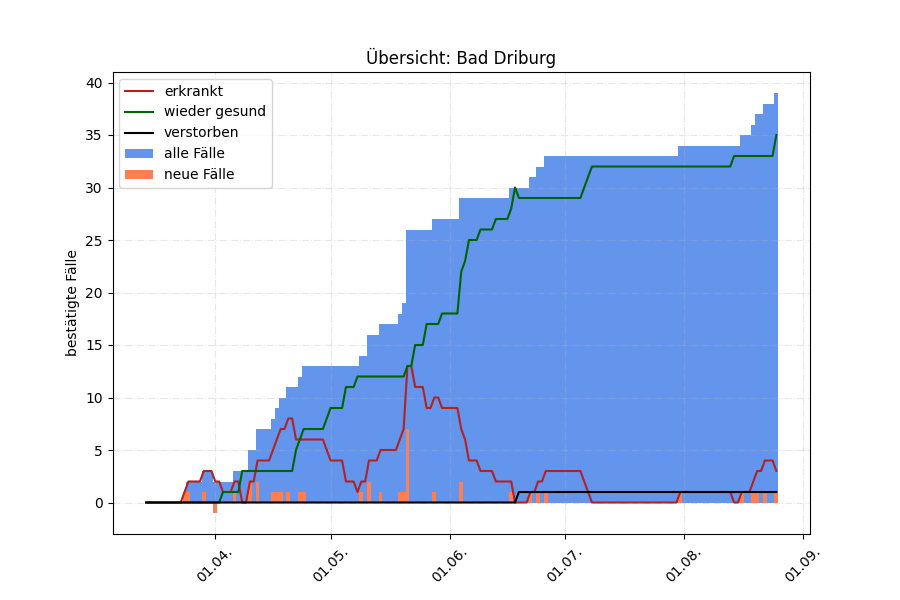 Übersicht: Bad Driburg
erkrankt
wieder gesund
verstorben
alle Fälle
neue Fälle
bestätigte Fälle
40
35
30
25
20
15
10
5
0
01.04.
01.05.
01.06.
01.07.
01.08.
01.09.